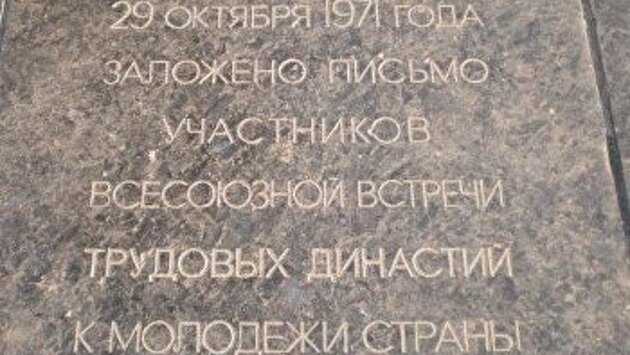 29 ОКТЯБРЯ 1971 ГОДА
ЗАЛОЖЕНО ПИСЬМО
УЧАСТНИКОВ
ВСЕСОЮЗНОЙ ВСТРЕЧИ
ТРУДОВЫХ ДИНАСТИЙ
К МОЛОДЕЖИ СТРАНЫ